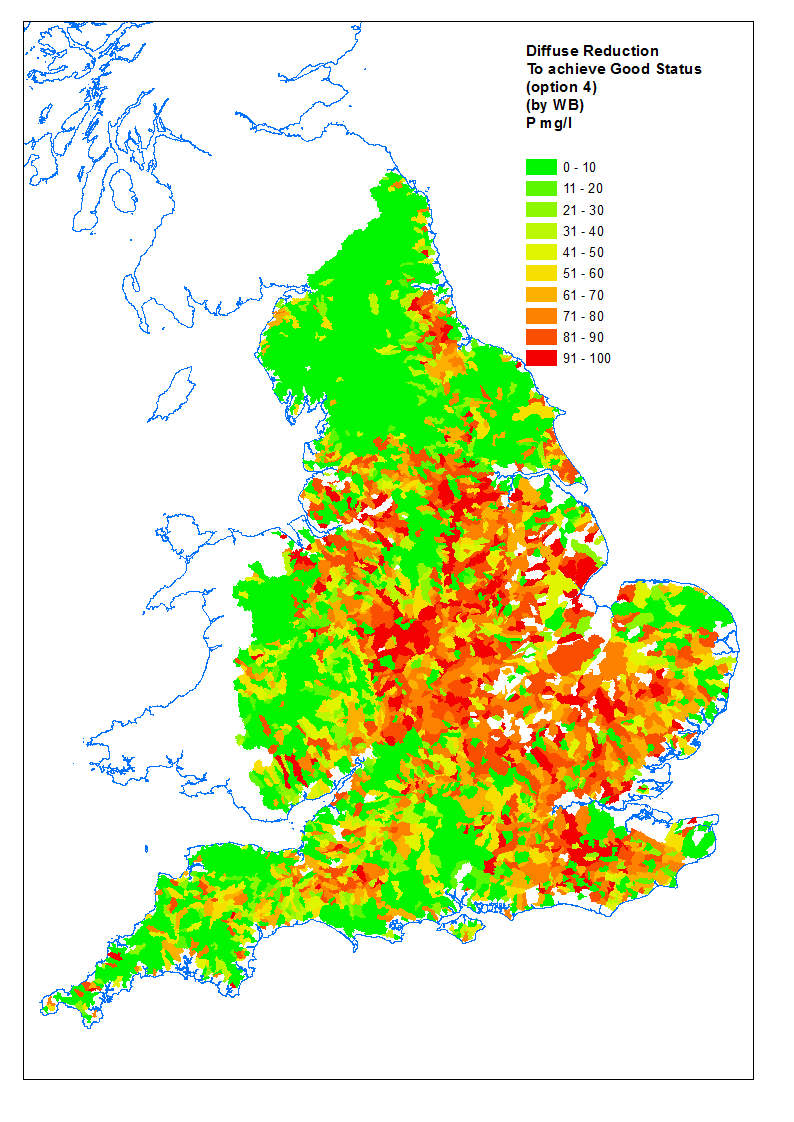 Diffuse Reduction
To achieve Good Status
(option 4)
(by WB)
P mg/l
0 - 10
11 - 20
21 - 30
31 - 40
41 - 50
51 - 60
61 - 70
71 - 80
81 - 90
91 - 100